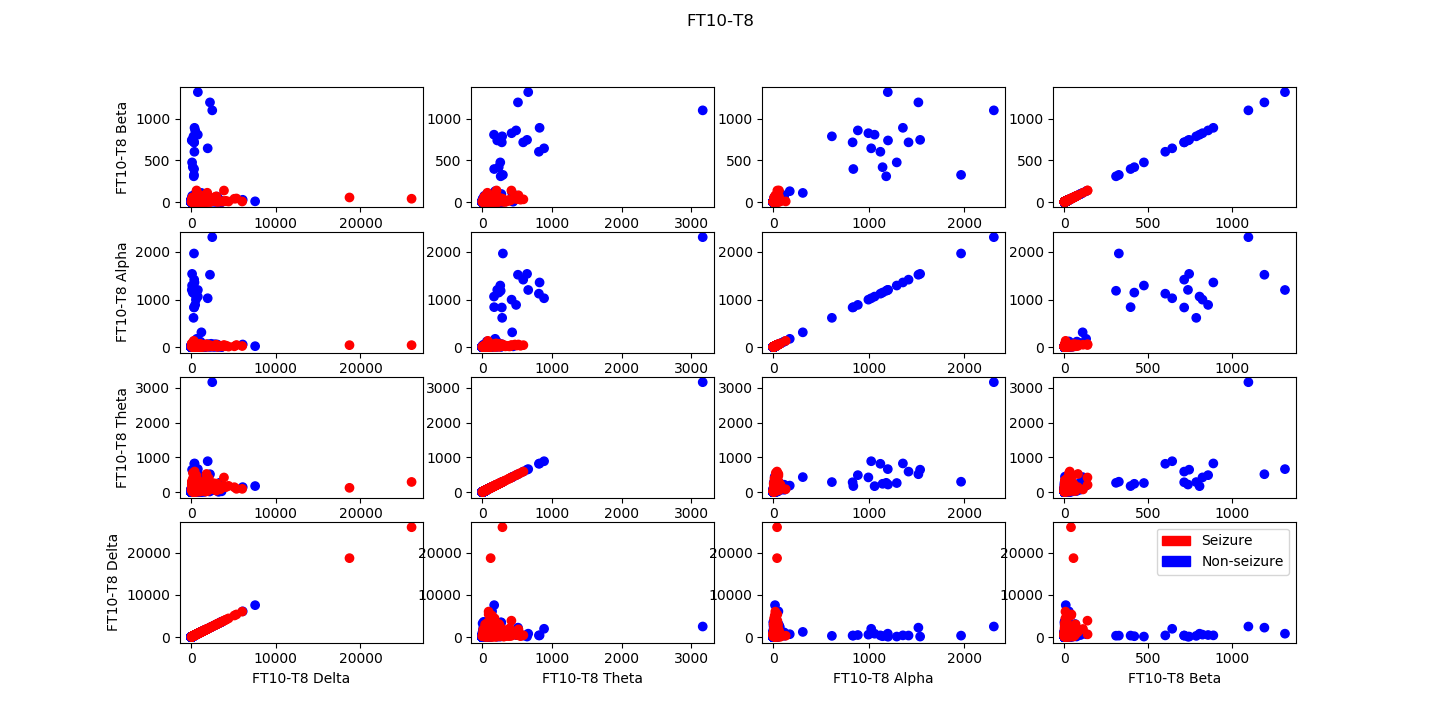 FT10-T8
FT10-T8 Beta
1000
500
0
0 10000 20000
0 1000 2000 3000
0 1000 2000
0 500 1000
FT10-T8 Alpha
2000
1000
0
0 10000 20000
0 1000 2000 3000
0 1000 2000
0 500 1000
FT10-T8 Theta
3000
2000
1000
0
0 10000 20000
0 1000 2000 3000
0 1000 2000
0 500 1000
FT10-T8 Delta
20000
10000
0
Seizure
Non-seizure
0 10000 20000
0 1000 2000 3000
0 1000 2000
0 500 1000
FT10-T8 Delta
FT10-T8 Theta
FT10-T8 Alpha
FT10-T8 Beta